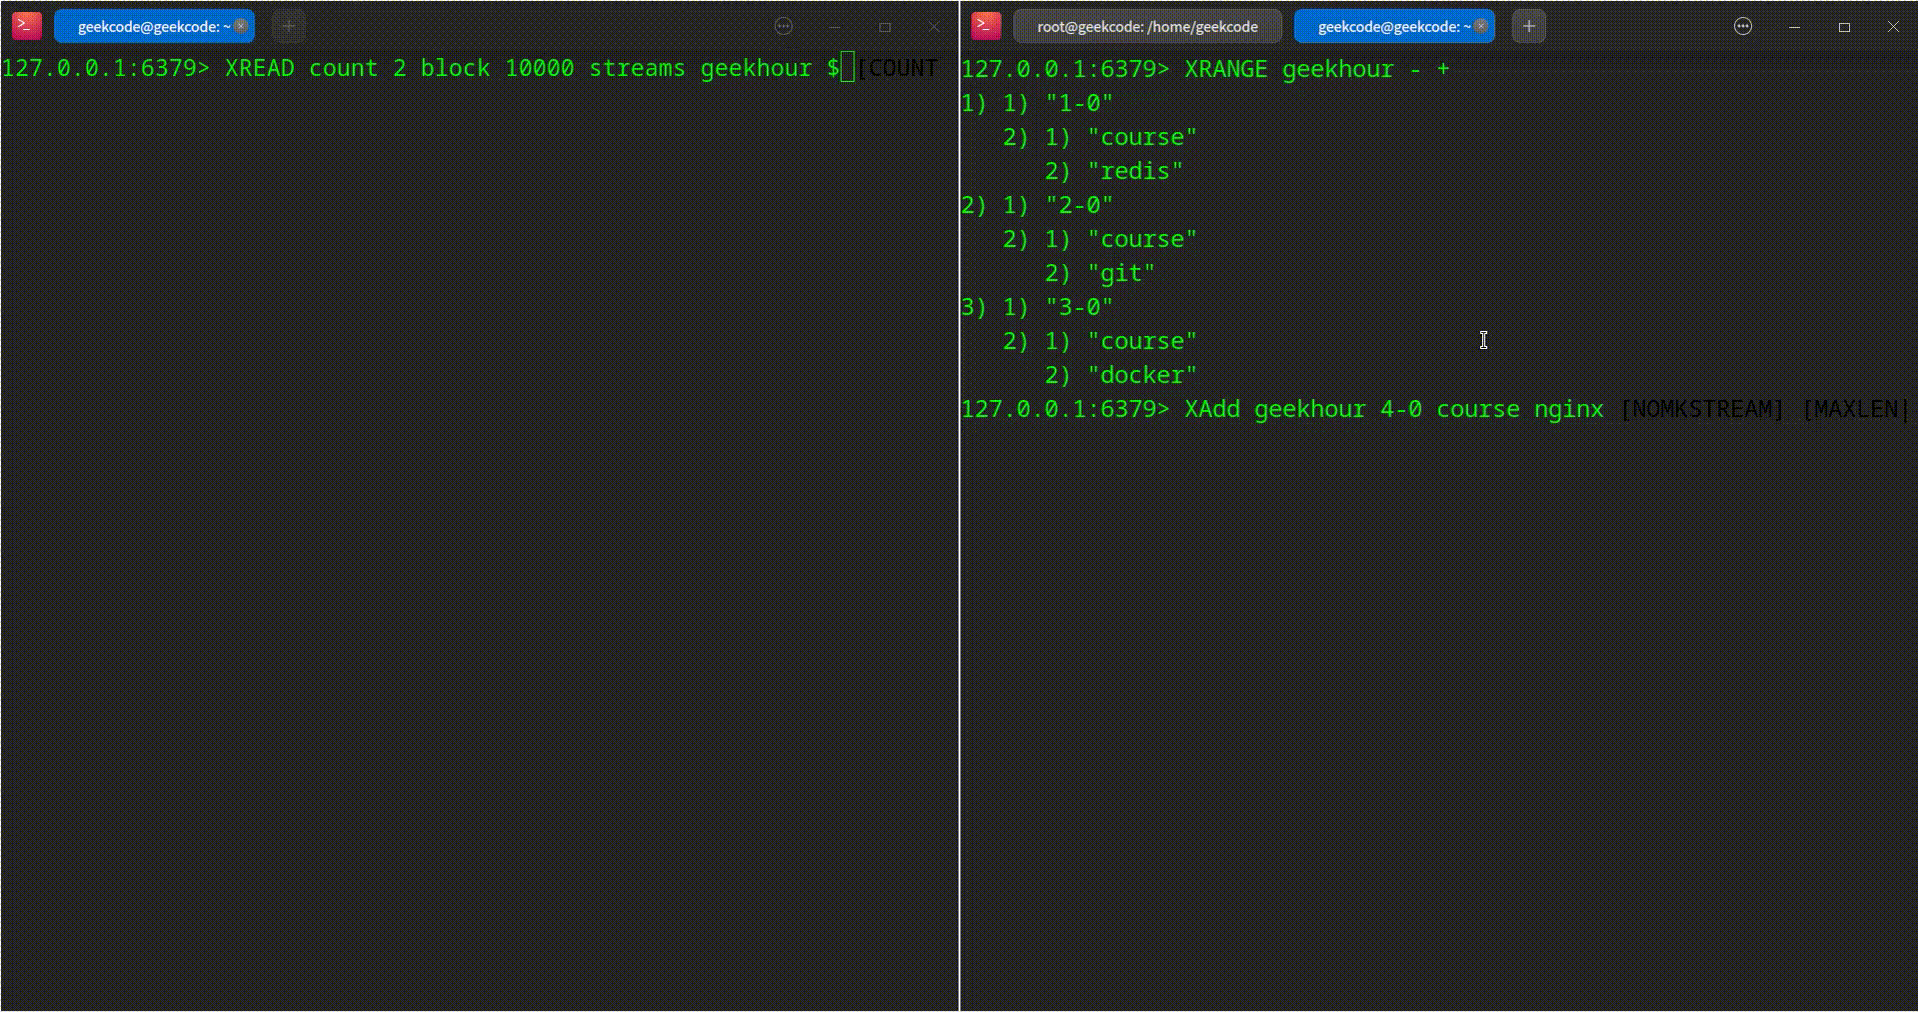 geekcode@geekcode: ~
127.0.0.1:6379> XREAD count 2 block 10000 streams geekhour $ [COUNT
root@geekcode: /home/geekcode
geekcode@geekcode: ~
127.0.0.1:6379> XRANGE geekhour - +
1) 1) "1-0"
   2) 1) "course"
      2) "redis"
2) 1) "2-0"
   2) 1) "course"
      2) "git"
3) 1) "3-0"
   2) 1) "course"
      2) "docker"
127.0.0.1:6379> XAdd geekhour 4-0 course nginx [NOMKSTREAM] [MAXLEN|